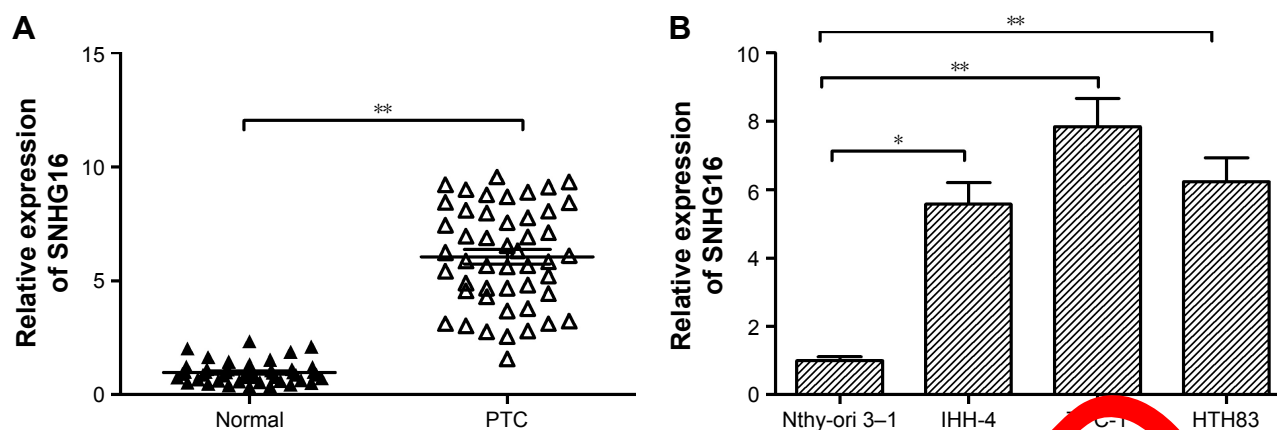 A
Relative expression
of SNHG16
15
10
5
0
**
Normal
PTC
B
Relative expression
of SNHG16
10
8
6
4
2
0
*
**
**
Nthy-ori 3–1
IHH-4
HTH83